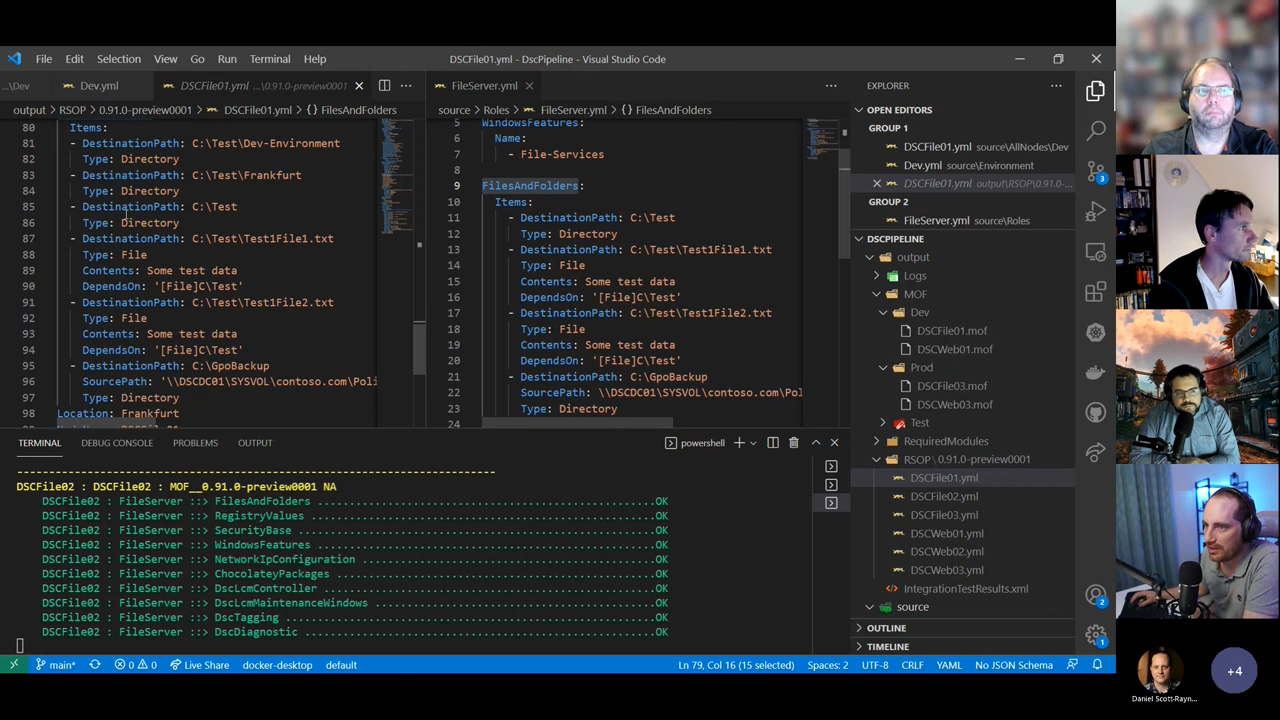 File Edit Selection View Go Run Terminal Help
DSCFile01.yml - DscPipeline - Visual Studio Code
...\Dev Dev.yml DSCFile01.yml ...\0.91.0-preview0001
output RSOP 0.91.0-preview0001 DSCFile01.yml {} FilesAndFolders
80 Items:
81 - DestinationPath: C:\Test\Dev-Environment
82 Type: Directory
83 - DestinationPath: C:\Test\Frankfurt
84 Type: Directory
85 - DestinationPath: C:\Test
86 Type: Directory
87 - DestinationPath: C:\Test\Test1File1.txt
88 Type: File
89 Contents: Some test data
90 DependsOn: '[File]C\Test'
91 - DestinationPath: C:\Test\Test1File2.txt
92 Type: File
93 Contents: Some test data
94 DependsOn: '[File]C\Test'
95 - DestinationPath: C:\GpoBackup
96 SourcePath: '\\DSCDC01\SYSVOL\contoso.com\Poli
97 Type: Directory
98 Location: Frankfurt
FileServer.yml
source Roles FileServer.yml {} FilesAndFolders
5 WindowsFeatures:
6 Name:
7 - File-Services
8
9 FilesAndFolders:
10 Items:
11 - DestinationPath: C:\Test
12 Type: Directory
13 - DestinationPath: C:\Test\Test1File1.txt
14 Type: File
15 Contents: Some test data
16 DependsOn: '[File]C\Test'
17 - DestinationPath: C:\Test\Test1File2.txt
18 Type: File
19 Contents: Some test data
20 DependsOn: '[File]C\Test'
21 - DestinationPath: C:\GpoBackup
22 SourcePath: \\DSCDC01\SYSVOL\contoso.com\Pol
23 Type: Directory
24
EXPLORER
OPEN EDITORS
GROUP 1
DSCFile01.yml source\AllNodes\Dev
Dev.yml source\Environment
DSCFile01.yml output\RSOP\0.91.0-...
GROUP 2
FileServer.yml source\Roles
DSCPIPELINE
output
Logs
MOF
Dev
DSCFile01.mof
DSCWeb01.mof
Prod
DSCFile03.mof
DSCWeb03.mof
Test
RequiredModules
RSOP \ 0.91.0-preview0001
DSCFile01.yml
DSCFile02.yml
DSCFile03.yml
DSCWeb01.yml
DSCWeb02.yml
DSCWeb03.yml
IntegrationTestResults.xml
source
OUTLINE
TIMELINE
3
2
1
TERMINAL DEBUG CONSOLE PROBLEMS OUTPUT powershell
--------------------------------------------------------------------------
DSCFile02 : DSCFile02 : MOF__0.91.0-preview0001 NA
DSCFile02 : FileServer ::> FilesAndFolders ......................................................OK
DSCFile02 : FileServer ::> RegistryValues .......................................................OK
DSCFile02 : FileServer ::> SecurityBase .........................................................OK
DSCFile02 : FileServer ::> WindowsFeatures ......................................................OK
DSCFile02 : FileServer ::> NetworkIpConfiguration ...............................................OK
DSCFile02 : FileServer ::> ChocolateyPackages ...................................................OK
DSCFile02 : FileServer ::> DscLcmController .....................................................OK
DSCFile02 : FileServer ::> DscLcmMaintenanceWindows .............................................OK
DSCFile02 : FileServer ::> DscTagging ...........................................................OK
DSCFile02 : FileServer ::> DscDiagnostic ........................................................OK
main* 0 0 Live Share docker-desktop default Ln 79, Col 16 (15 selected) Spaces: 2 UTF-8 CRLF YAML No JSON Schema
Daniel Scott-Rayn...
+4